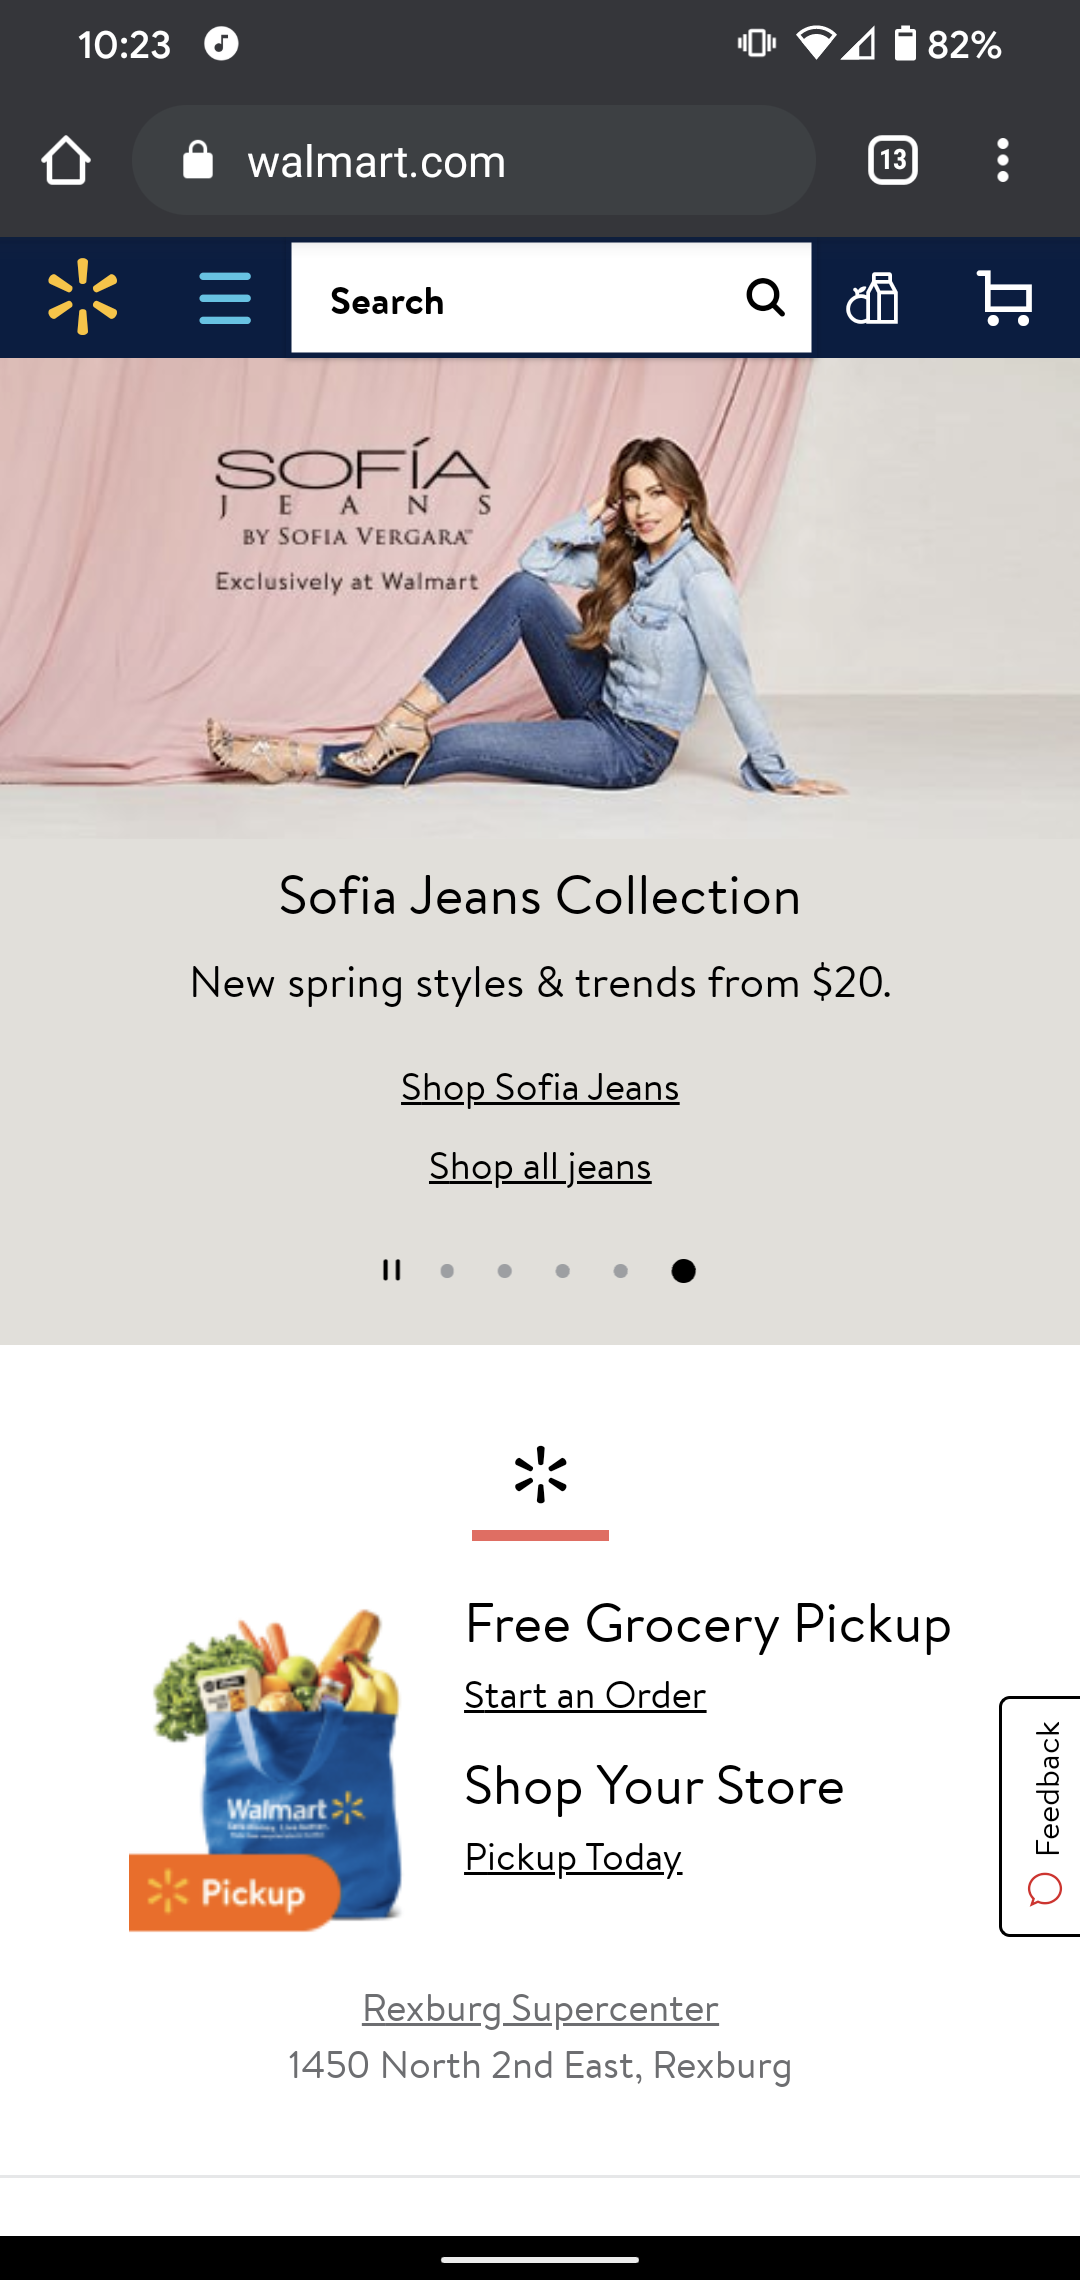 10:23
82%
walmart.com
13
Search
SOFÍA
JEANS
BY SOFIA VERGARA™
Exclusively at Walmart
Sofia Jeans Collection
New spring styles & trends from $20.
Shop Sofia Jeans
Shop all jeans
Free Grocery Pickup
Start an Order
Shop Your Store
Pickup Today
Walmart
Pickup
Feedback
Rexburg Supercenter
1450 North 2nd East, Rexburg